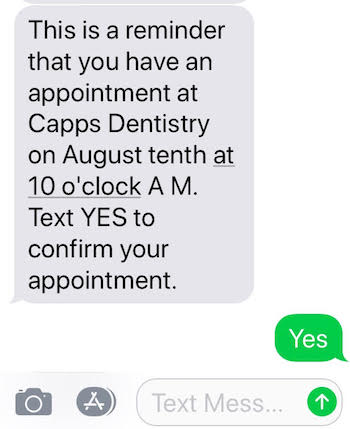 This is a reminder
that you have an
appointment at
Capps Dentistry
on August tenth at
10 o'clock A M.
Text YES to
confirm your
appointment.
Yes
Text Mess...